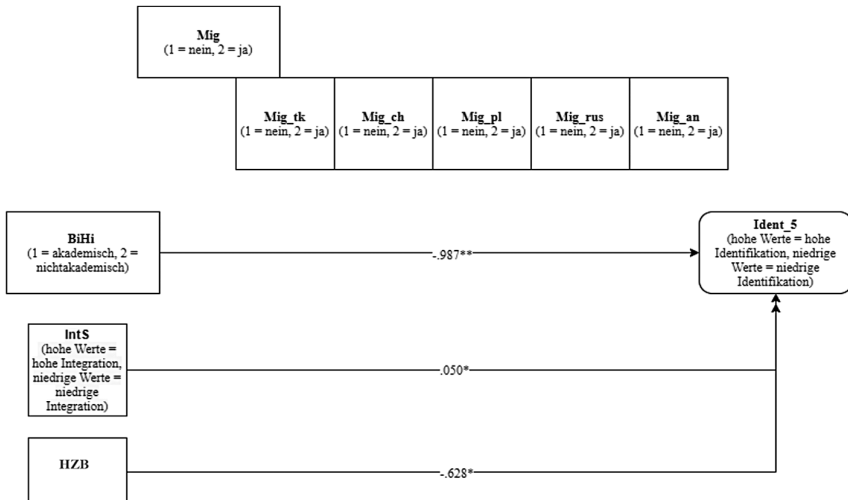 Mig
(1 = nein, 2 = ja)
Mig_tk
(1 = nein, 2 = ja)
Mig_ch
(1 = nein, 2 = ja)
Mig_pl
(1 = nein, 2 = ja)
Mig_rus
(1 = nein, 2 = ja)
Mig_an
(1 = nein, 2 = ja)
BiHi
(1 = akademisch, 2 =
nichtakademisch)
-.987**
Ident_5
(hohe Werte = hohe
Identifikation, niedrige
Werte = niedrige
Identifikation)
IntS
(hohe Werte =
hohe Integration,
niedrige Werte =
niedrige
Integration)
.050*
HZB
-.628*